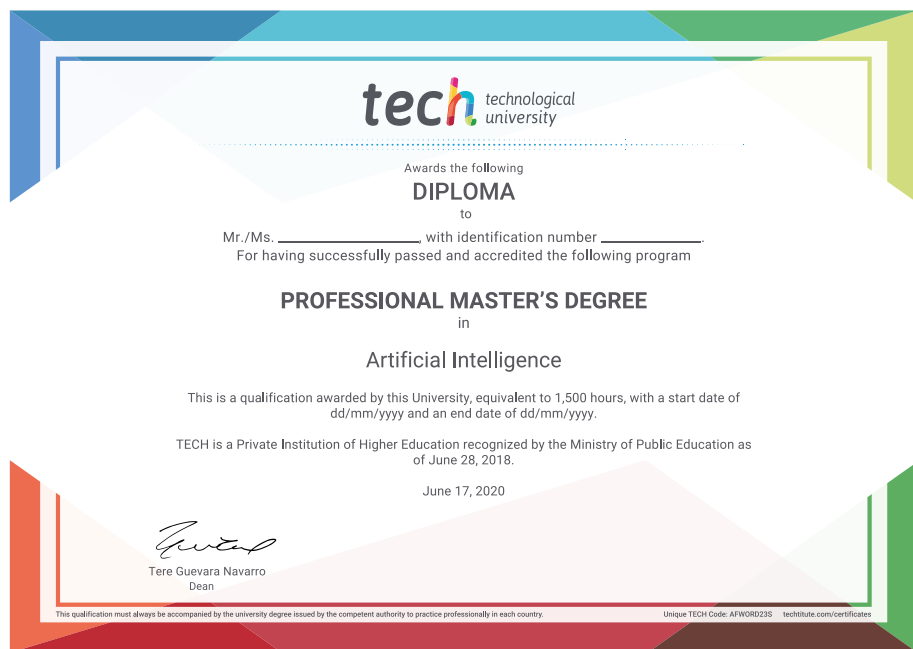 tech technological
university
Awards the following
DIPLOMA
to
Mr./Ms. ____________________, with identification number ______________.
For having successfully passed and accredited the following program
PROFESSIONAL MASTER'S DEGREE
in
Artificial Intelligence
This is a qualification awarded by this University, equivalent to 1,500 hours, with a start date of
dd/mm/yyyy and an end date of dd/mm/yyyy.
TECH is a Private Institution of Higher Education recognized by the Ministry of Public Education as
of June 28, 2018.
June 17, 2020
Tere Guevara Navarro
Dean
This qualification must always be accompanied by the university degree issued by the competent authority to practice professionally in each country. Unique TECH Code: AFWORD23S techtitute.com/certificates